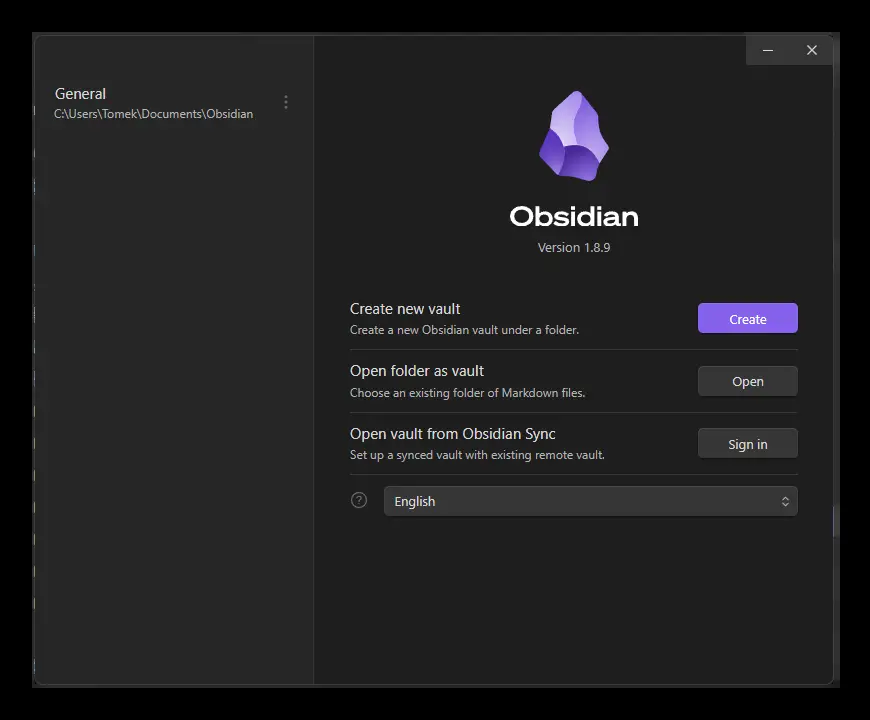 General
C:\Users\Tomek\Documents\Obsidian
Obsidian
Version 1.8.9
Create new vault
Create a new Obsidian vault under a folder.
Create
Open folder as vault
Choose an existing folder of Markdown files.
Open
Open vault from Obsidian Sync
Set up a synced vault with existing remote vault.
Sign in
?
English